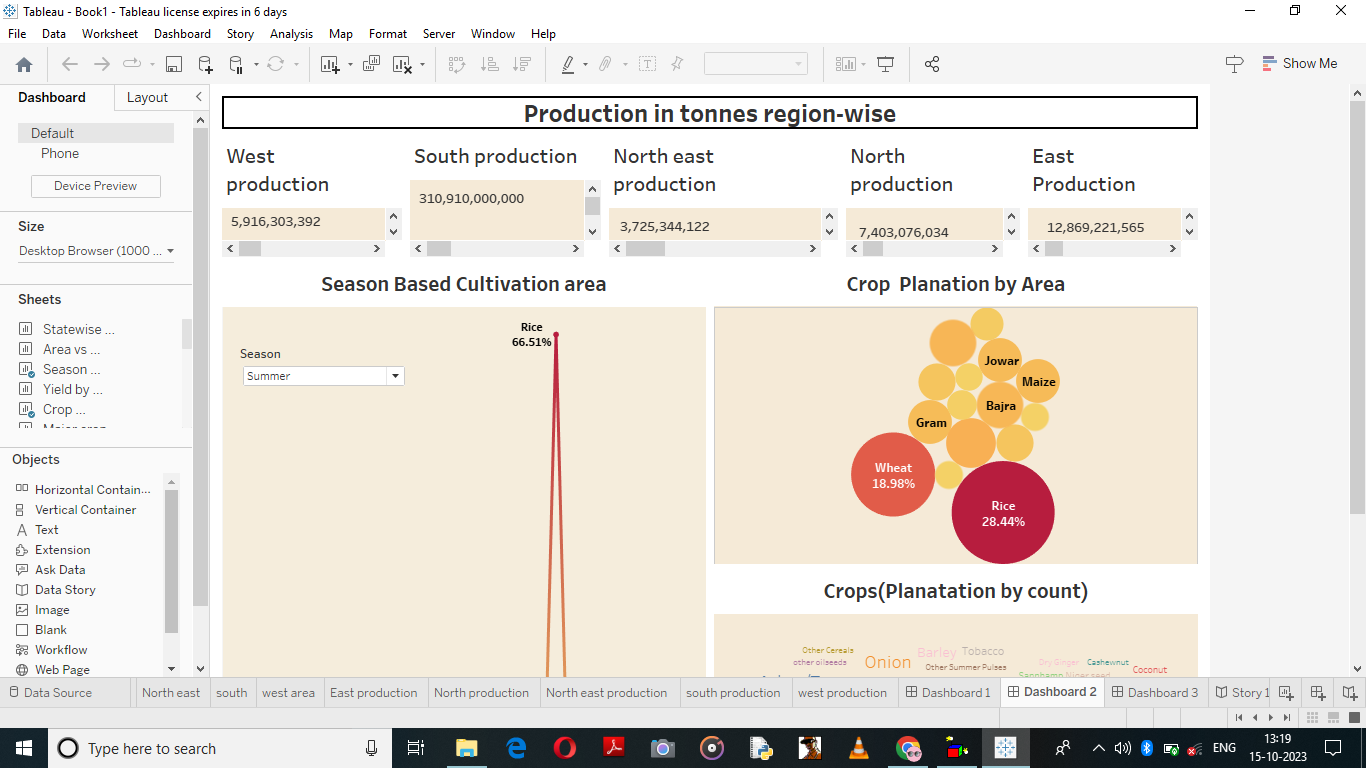 Tableau - Book1 - Tableau license expires in 6 days
File Data Worksheet Dashboard Story Analysis Map Format Server Window Help
Show Me
Dashboard Layout
Default
Phone
Device Preview
Size
Desktop Browser (1000 ...
Sheets
Statewise ...
Area vs ...
Season ...
Yield by ...
Crop ...
Objects
Horizontal Contain...
Vertical Container
Text
Extension
Ask Data
Data Story
Image
Blank
Workflow
Web Page
Production in tonnes region-wise
West
production
5,916,303,392
South production
310,910,000,000
North east
production
3,725,344,122
North
production
7,403,076,034
East
Production
12,869,221,565
Season Based Cultivation area
Season
Summer
Rice
66.51%
Crop Planation by Area
Jowar
Maize
Bajra
Gram
Wheat
18.98%
Rice
28.44%
Crops(Planatation by count)
Other Cereals
other oilseeds
Onion
Barley
Tobacco
Other Summer Pulses
Dry Ginger
Cashewnut
Coconut
Data Source North east south west area East production North production North east production south production west production Dashboard 1 Dashboard 2 Dashboard 3 Story 1
Type here to search
ENG
13:19
15-10-2023